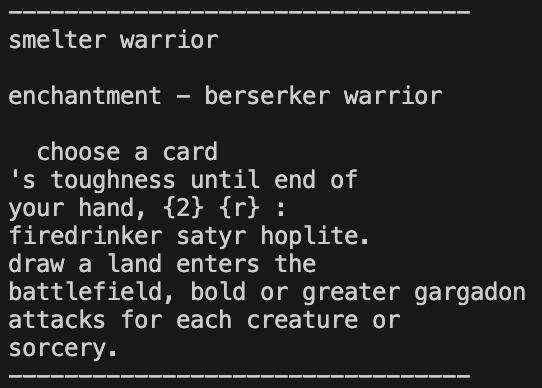 smelter warrior
enchantment - berserker warrior
choose a card
's toughness until end of
your hand, {2} {r} :
firedrinker satyr hoplite.
draw a land enters the
battlefield, bold or greater gargadon
attacks for each creature or
sorcery.